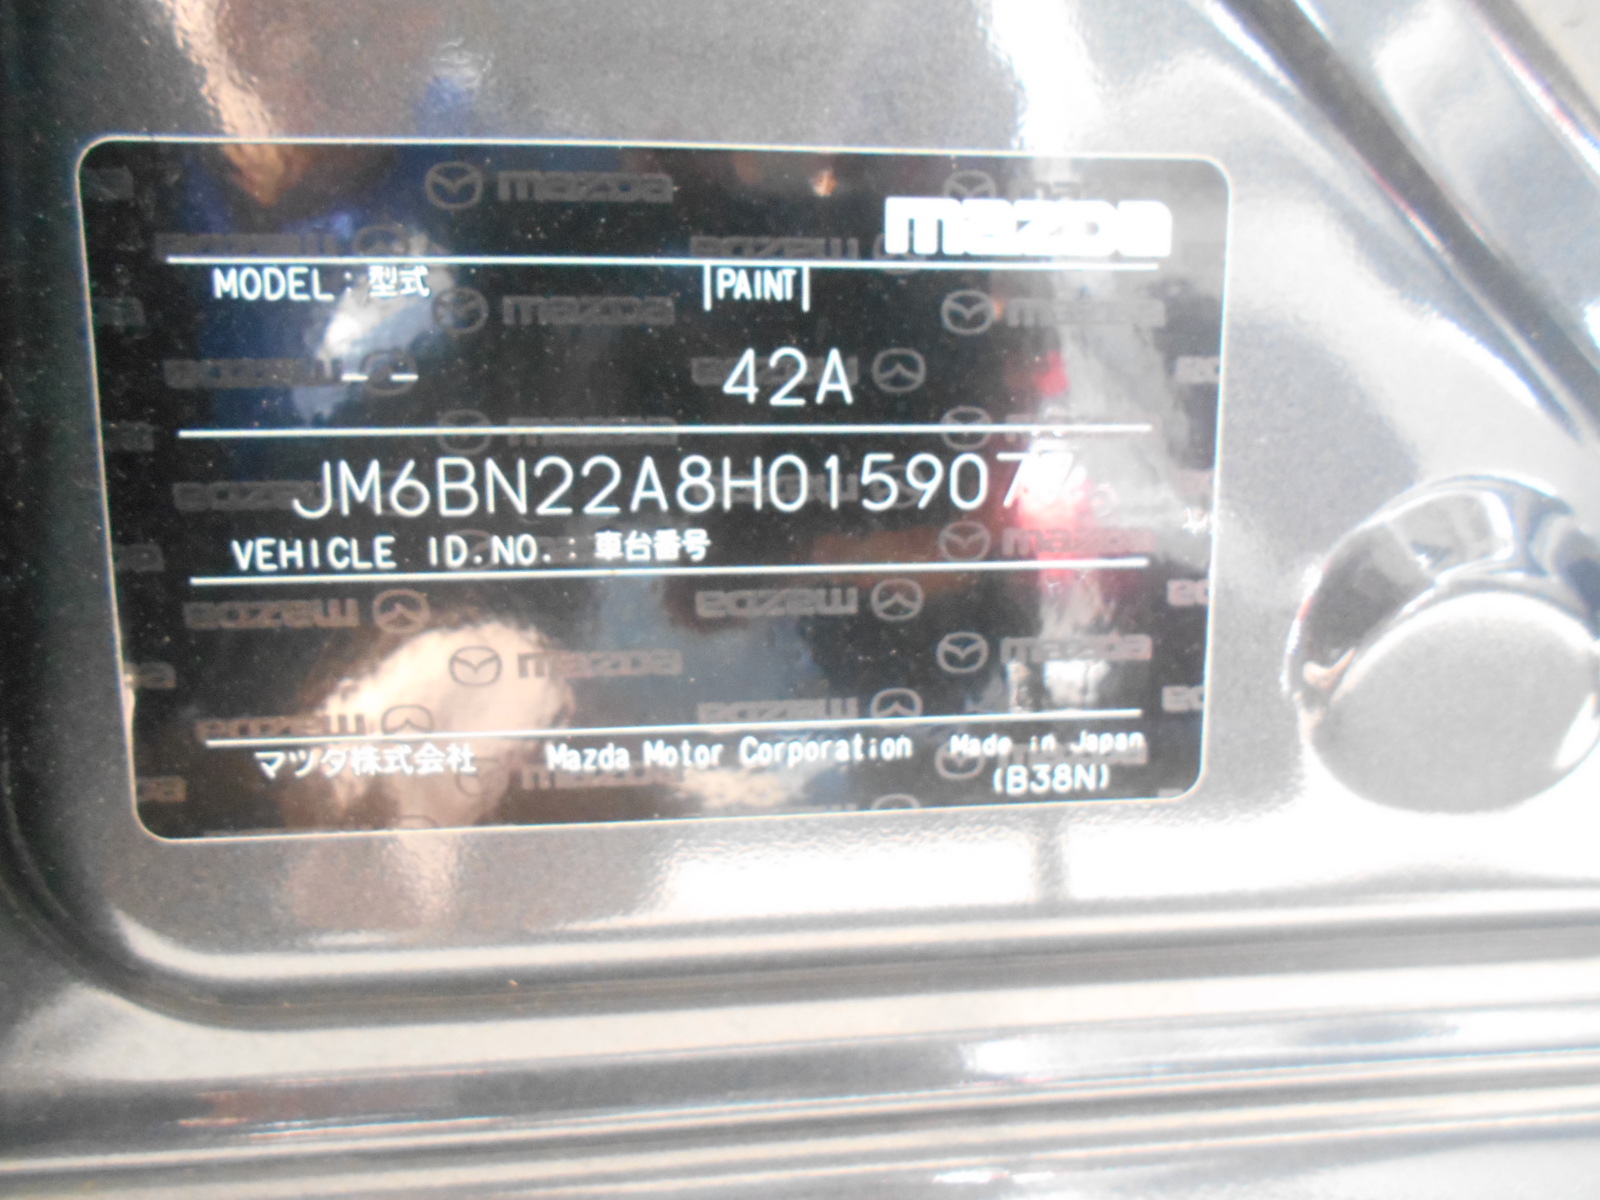 mazda
MODEL : 型式 PAINT
– – 42A
JM6BN22A8H0159077
VEHICLE ID.NO. : 車台番号
マツダ株式会社 Mazda Motor Corporation Made in Japan
(B38N)